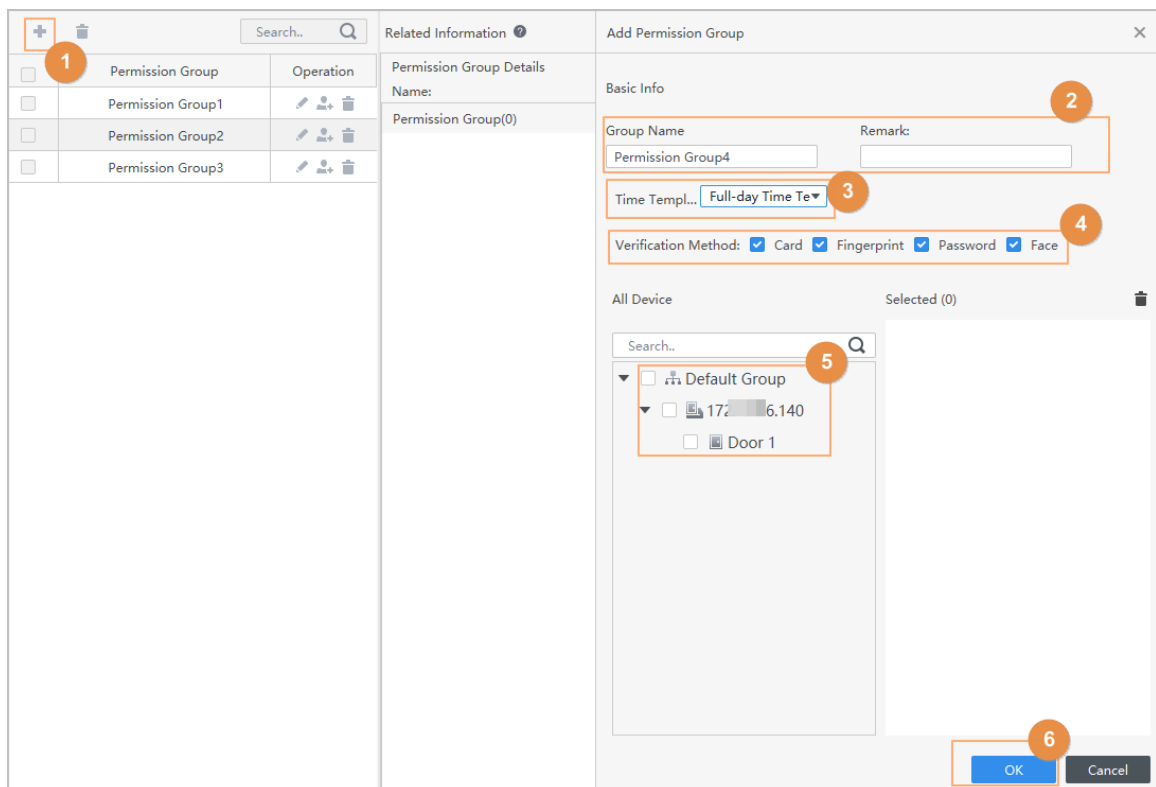 1
Search..
Permission Group Operation
Permission Group1
Permission Group2
Permission Group3
Related Information ?
Permission Group Details
Name:
Permission Group(0)
Add Permission Group
Basic Info
2
Group Name Remark:
Permission Group4
Time Templ... Full-day Time Te
3
4
Verification Method: Card Fingerprint Password Face
All Device Selected (0)
Search..
5
Default Group
172 6.140
Door 1
6
OK Cancel